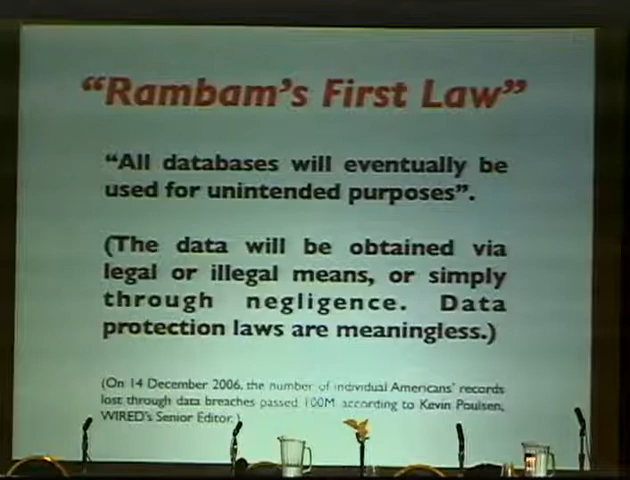 “Rambam’s First Law”
“All databases will eventually be
used for unintended purposes”.
(The data will be obtained via
legal or illegal means, or simply
through negligence. Data
protection laws are meaningless.)
(On 14 December 2006, the number of individual Americans’ records
lost through data breaches passed 100M according to Kevin Poulsen,
WIRED’s Senior Editor.)